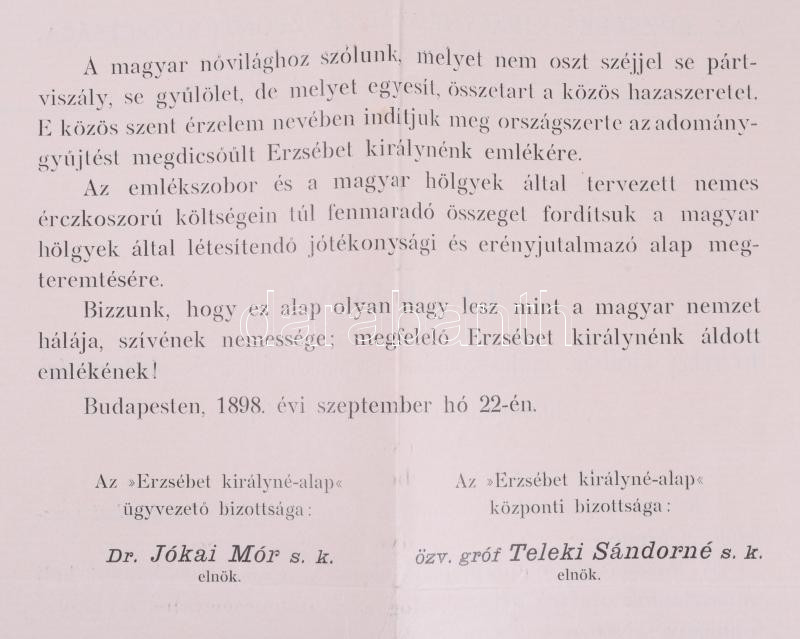 A magyar nővilághoz szólunk, melyet nem oszt széjjel se párt-
viszály, se gyűlölet, de melyet egyesít, összetart a közös hazaszeretet.
E közös szent érzelem nevében indítjuk meg országszerte az adomány-
gyűjtést megdicsőült Erzsébet királynénk emlékére.
Az emlékszobor és a magyar hölgyek által tervezett nemes
érczkoszorú költségein túl fenmaradó összeget fordítsuk a magyar
hölgyek által létesítendő jótékonysági és erényjutalmazó alap meg-
teremtésére.
Bizzunk, hogy ez alap olyan nagy lesz mint a magyar nemzet
hálája, szívének nemessége; megfelelő Erzsébet királynénk áldott
emlékének!
Budapesten, 1898. évi szeptember hó 22-én.
Az »Erzsébet királyné-alap«
ügyvezető bizottsága:
Dr. Jókai Mór s. k.
elnök.
Az »Erzsébet királyné-alap«
központi bizottsága:
özv. gróf Teleki Sándorné s. k.
elnök.
darabanth